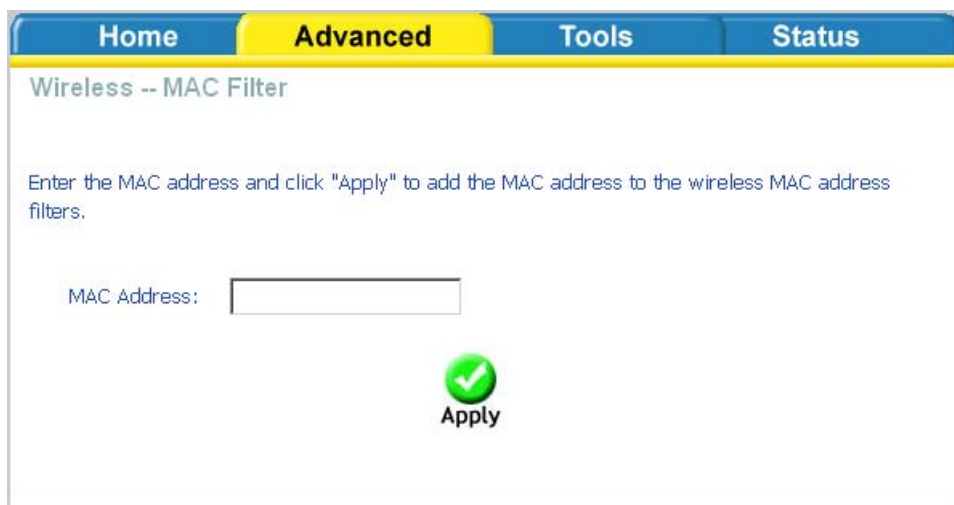 Home Advanced Tools Status
Wireless -- MAC Filter
Enter the MAC address and click "Apply" to add the MAC address to the wireless MAC address
filters.
MAC Address:
Apply